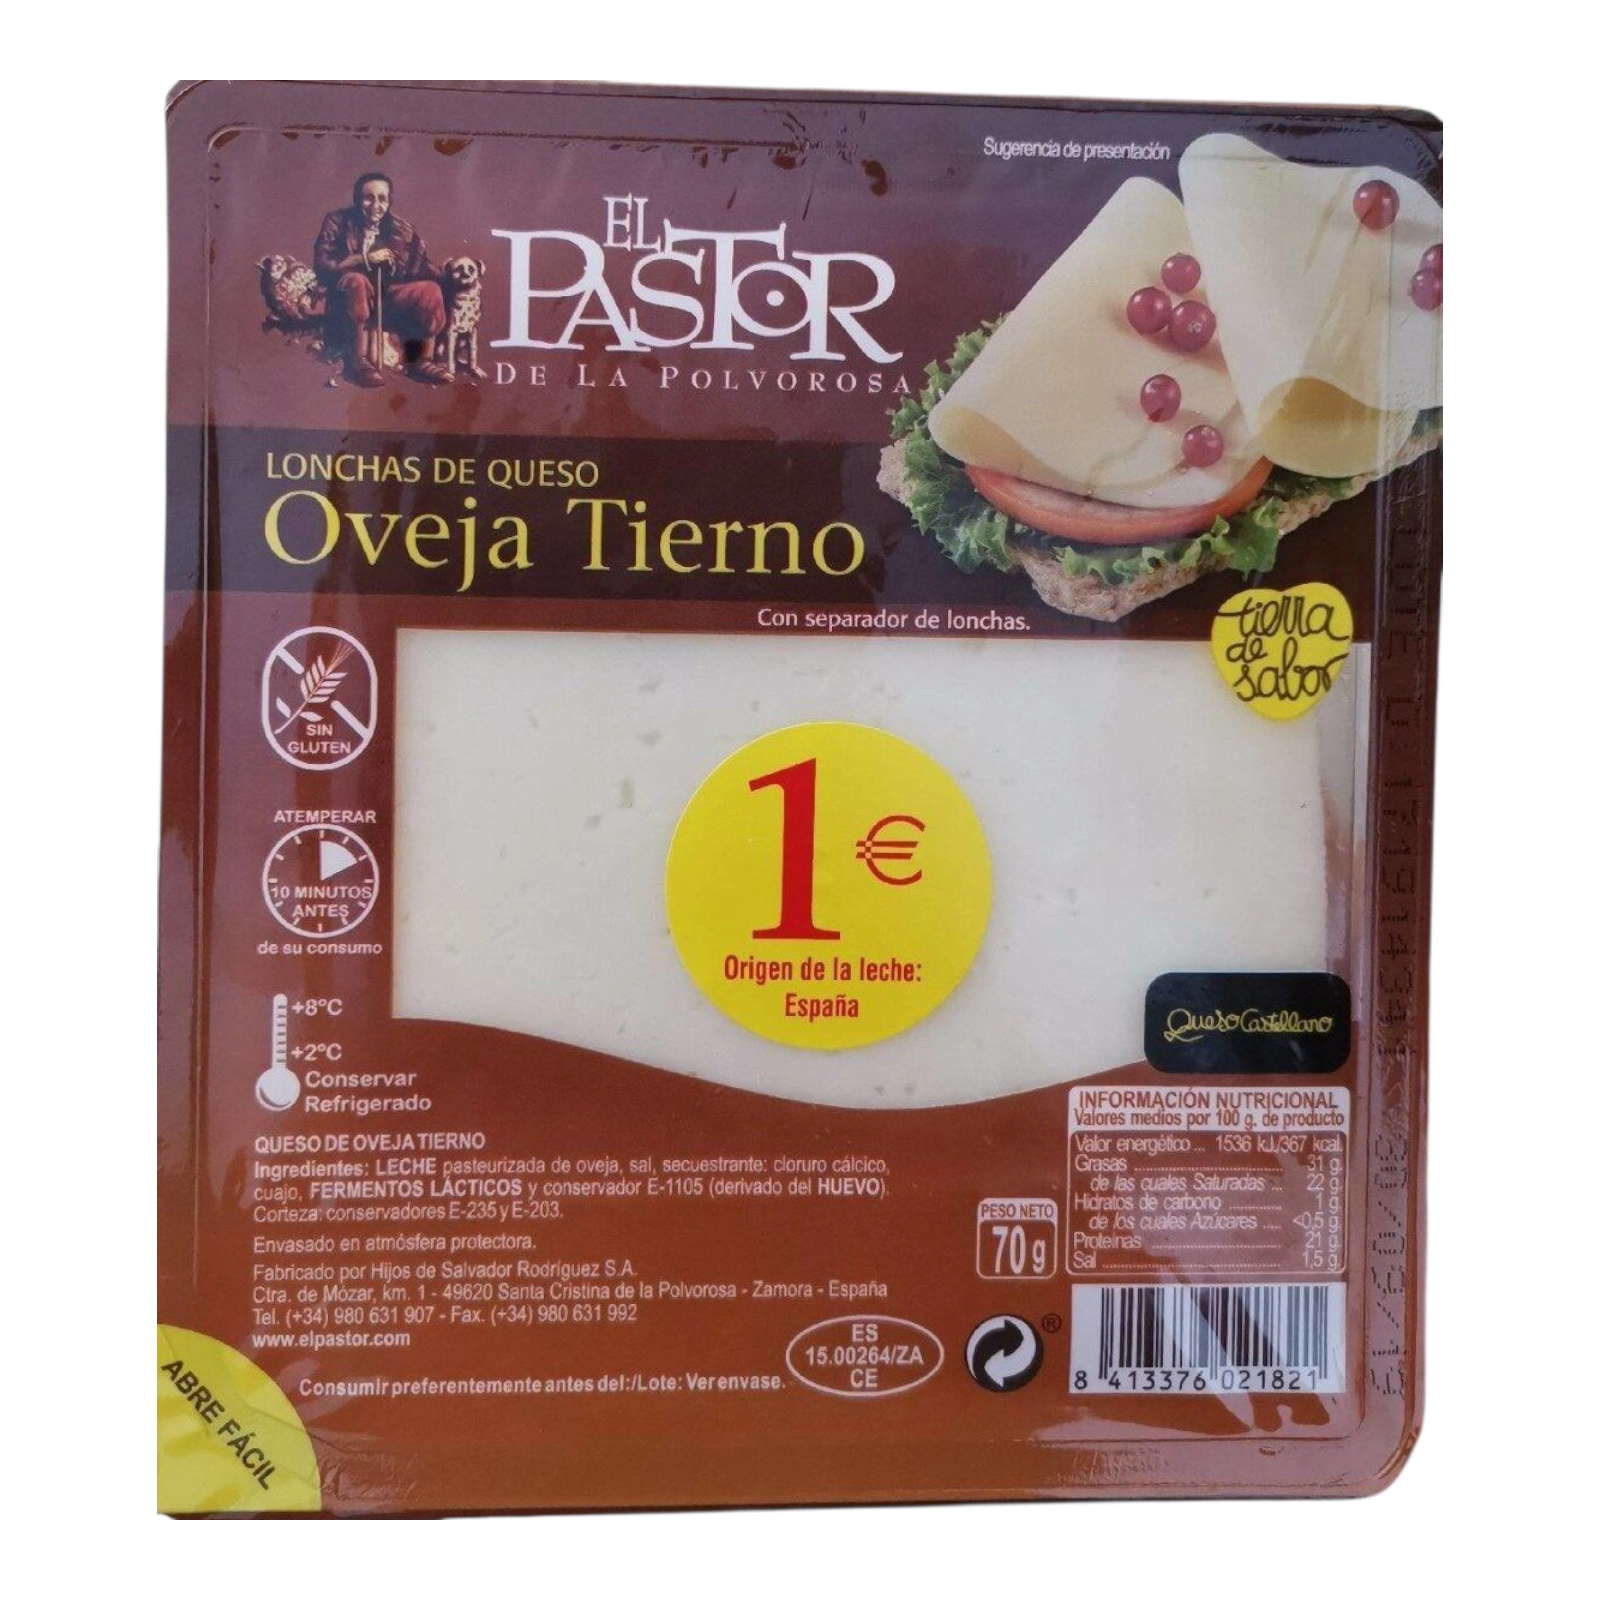 Sugerencia de presentación
EL
PASTOR
DE LA POLVOROSA
LONCHAS DE QUESO
Oveja Tierno
Con separador de lonchas.
tierra
de
sabor
SIN
GLUTEN
ATEMPERAR
10 MINUTOS
ANTES
de su consumo
1€
Origen de la leche:
España
+8ºC
+2ºC
Conservar
Refrigerado
Queso Castellano
QUESO DE OVEJA TIERNO
Ingredientes: LECHE pasteurizada de oveja, sal, secuestrante: cloruro cálcico,
cuajo, FERMENTOS LÁCTICOS y conservador E-1105 (derivado del HUEVO).
Corteza: conservadores E-235 y E-203.
Envasado en atmósfera protectora.
Fabricado por Hijos de Salvador Rodríguez S.A.
Ctra. de Mózar, km. 1 - 49620 Santa Cristina de la Polvorosa - Zamora - España
Tel. (+34) 980 631 907 - Fax. (+34) 980 631 992
www.elpastor.com
Consumir preferentemente antes del:/Lote: Ver envase.
ES
15.00264/ZA
CE
PESO NETO
70 g
INFORMACIÓN NUTRICIONAL
Valores medios por 100 g. de producto
Valor energético ... 1536 kJ/367 kcal.
Grasas 31 g.
de las cuales Saturadas ... 22 g.
Hidratos de carbono 1 g.
de los cuales Azúcares .... <0,5 g.
Proteínas 21 g.
Sal 1,5 g.
®
8 413376 021821
ABRE FÁCIL